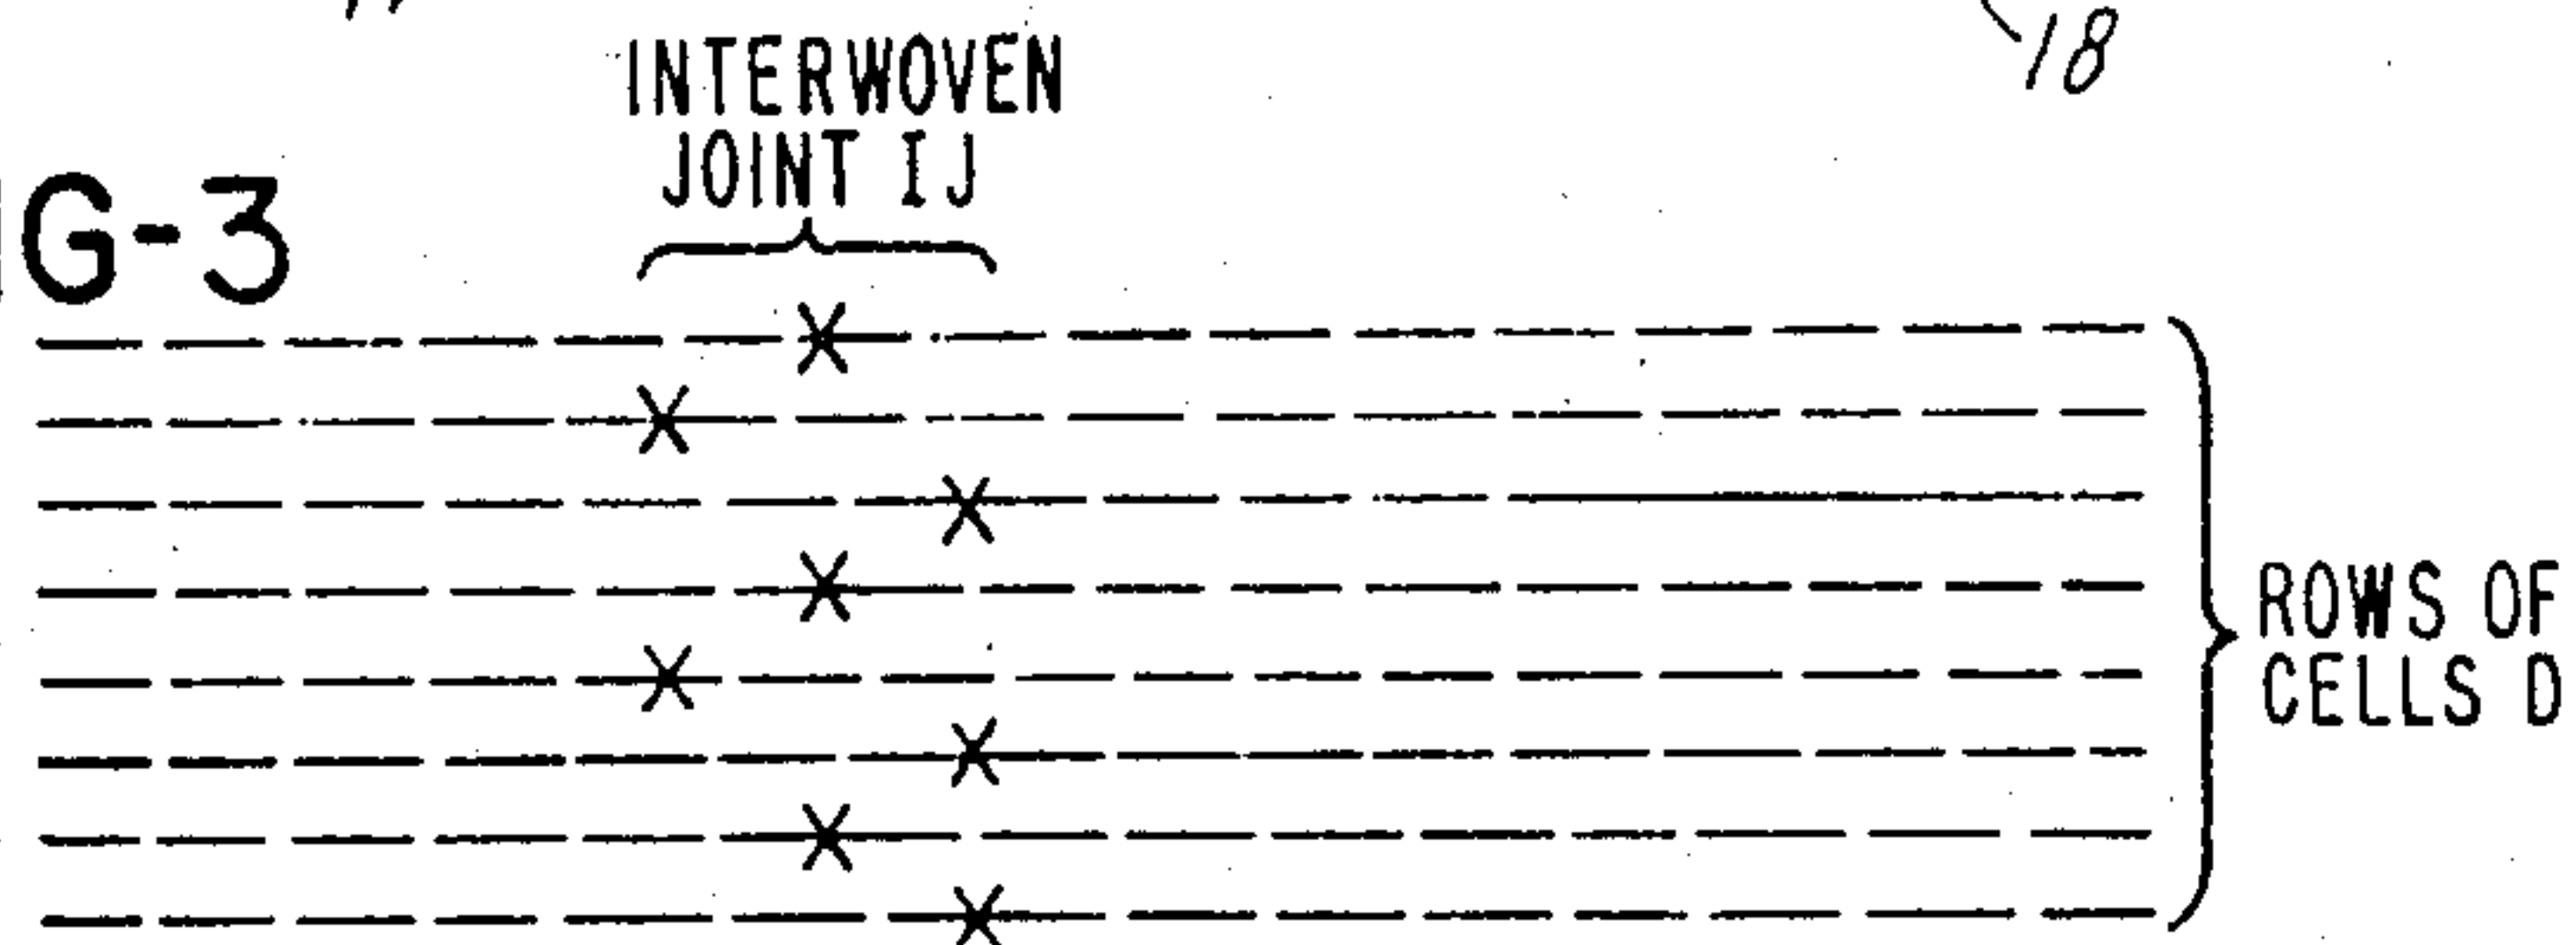 18
INTERWOVEN
JOINT IJ
G-3
ROWS OF
CELLS D